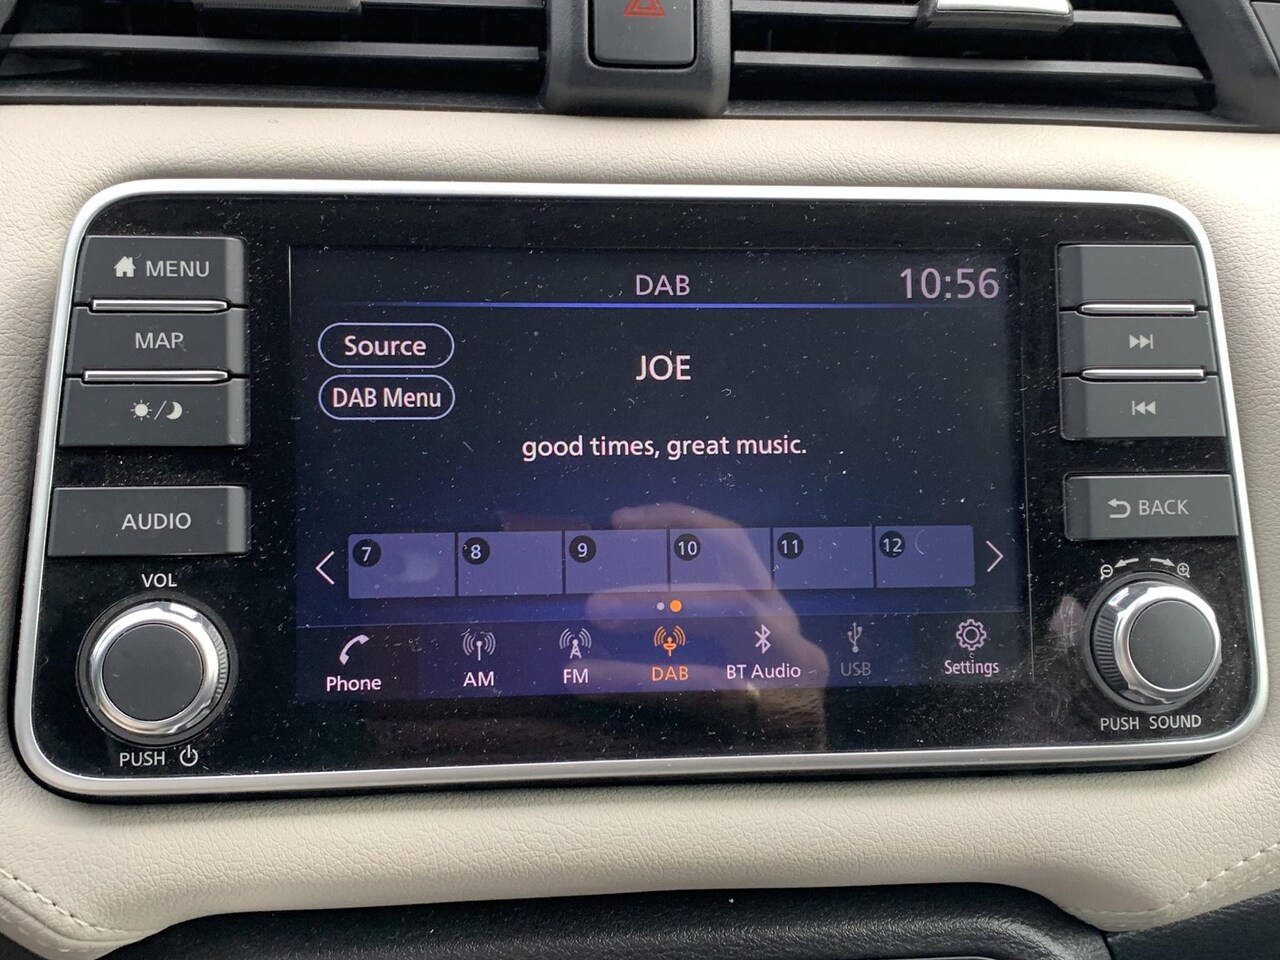 MENU
MAP
AUDIO
VOL
PUSH
DAB
10:56
Source
DAB Menu
JOE
good times, great music.
7 8 9 10 11 12
Phone AM FM DAB BT Audio USB Settings
BACK
PUSH SOUND